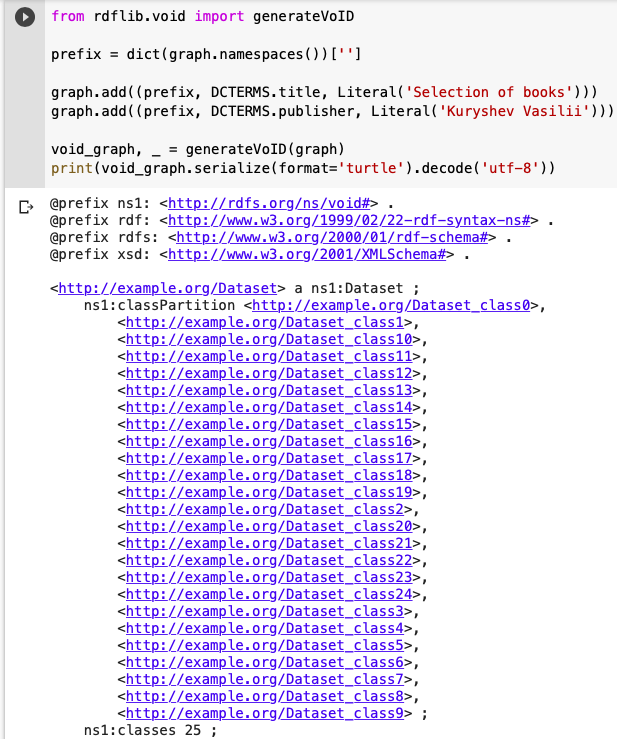 from rdflib.void import generateVoID
prefix = dict(graph.namespaces())['']
graph.add((prefix, DCTERMS.title, Literal('Selection of books')))
graph.add((prefix, DCTERMS.publisher, Literal('Kuryshev Vasilii')))
void_graph, _ = generateVoID(graph)
print(void_graph.serialize(format='turtle').decode('utf-8'))
@prefix ns1: <http://rdfs.org/ns/void#> .
@prefix rdf: <http://www.w3.org/1999/02/22-rdf-syntax-ns#> .
@prefix rdfs: <http://www.w3.org/2000/01/rdf-schema#> .
@prefix xsd: <http://www.w3.org/2001/XMLSchema#> .
<http://example.org/Dataset> a ns1:Dataset ;
ns1:classPartition <http://example.org/Dataset_class0>,
<http://example.org/Dataset_class1>,
<http://example.org/Dataset_class10>,
<http://example.org/Dataset_class11>,
<http://example.org/Dataset_class12>,
<http://example.org/Dataset_class13>,
<http://example.org/Dataset_class14>,
<http://example.org/Dataset_class15>,
<http://example.org/Dataset_class16>,
<http://example.org/Dataset_class17>,
<http://example.org/Dataset_class18>,
<http://example.org/Dataset_class19>,
<http://example.org/Dataset_class2>,
<http://example.org/Dataset_class20>,
<http://example.org/Dataset_class21>,
<http://example.org/Dataset_class22>,
<http://example.org/Dataset_class23>,
<http://example.org/Dataset_class24>,
<http://example.org/Dataset_class3>,
<http://example.org/Dataset_class4>,
<http://example.org/Dataset_class5>,
<http://example.org/Dataset_class6>,
<http://example.org/Dataset_class7>,
<http://example.org/Dataset_class8>,
<http://example.org/Dataset_class9> ;
ns1:classes 25 ;